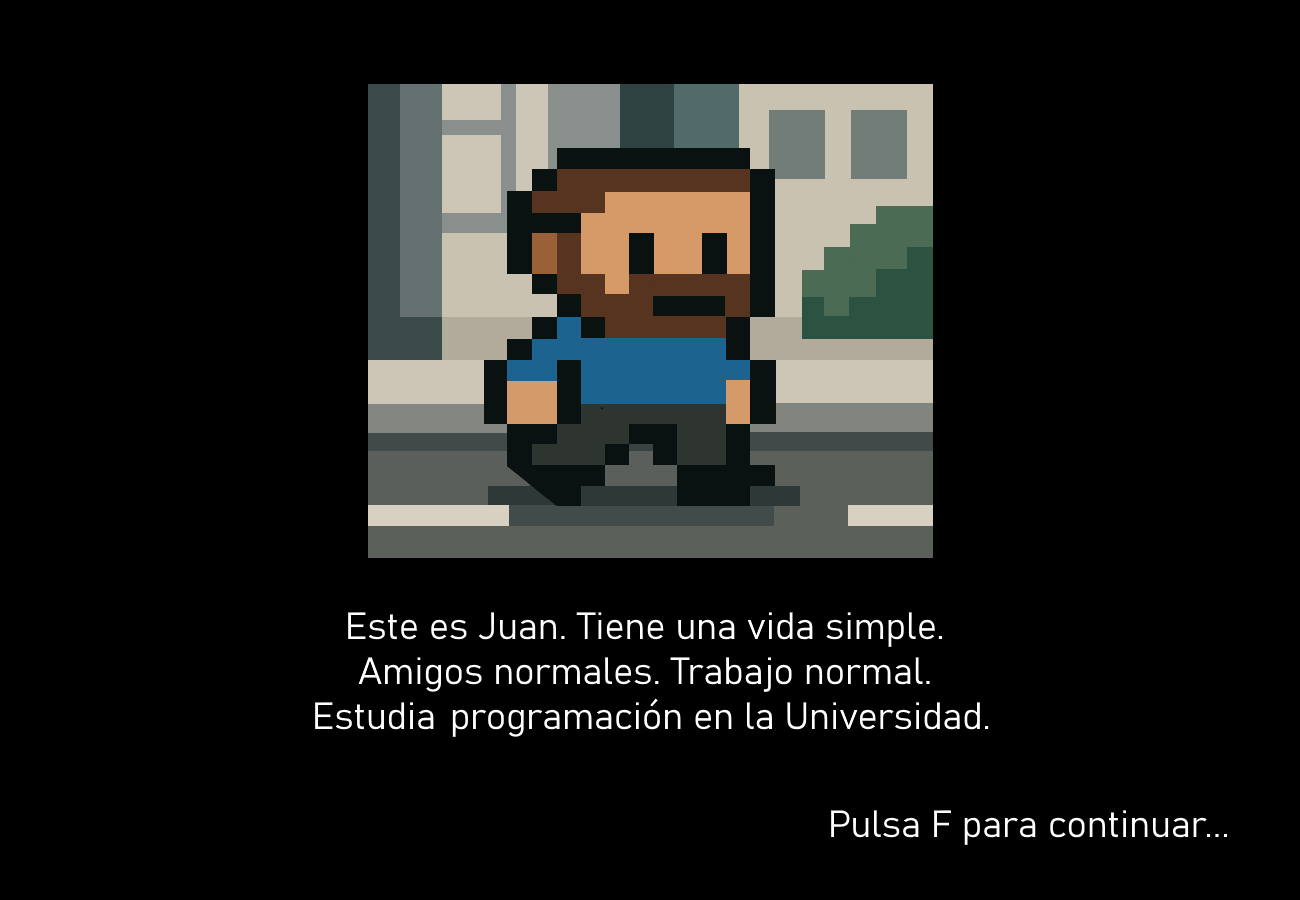 Este es Juan. Tiene una vida simple.
Amigos normales. Trabajo normal.
Estudia programación en la Universidad.
Pulsa F para continuar...